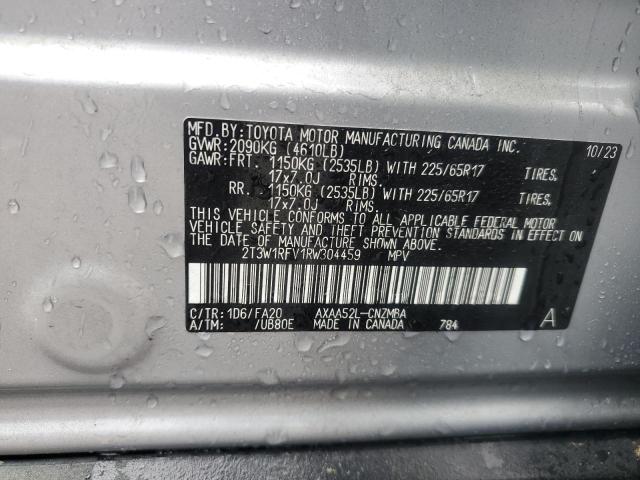 MFD.BY:TOYOTA MOTOR MANUFACTURING CANADA INC. 10/23
GVWR:2090KG (4610LB)
GAWR:FRT. 1150KG (2535LB) WITH 225/65R17 TIRES,
17x7.0J RIMS.
RR. 1150KG (2535LB) WITH 225/65R17 TIRES,
17x7.0J RIMS.
THIS VEHICLE CONFORMS TO ALL APPLICABLE FEDERAL MOTOR
VEHICLE SAFETY AND THEFT PREVENTION STANDARDS IN EFFECT ON
THE DATE OF MANUFACTURE SHOWN ABOVE.
2T3W1RFV1RW304459 MPV
C/TR:1D6/FA20 AXAA52L-CNZMBA
A/TM: /UB80E MADE IN CANADA 784 A